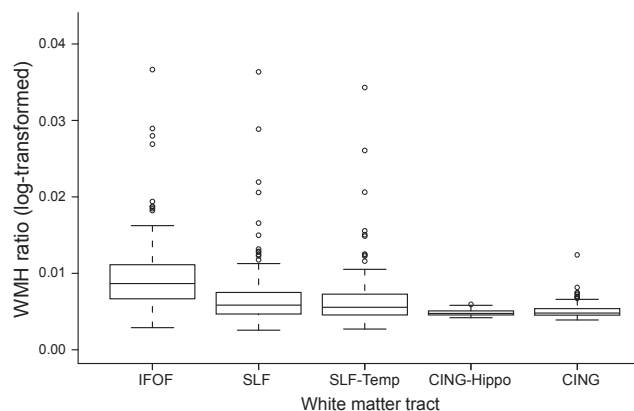 WMH ratio (log-transformed)
0.04
0.03
0.02
0.01
0.00
IFOF
SLF
SLF-Temp
CING-Hippo
CING
White matter tract